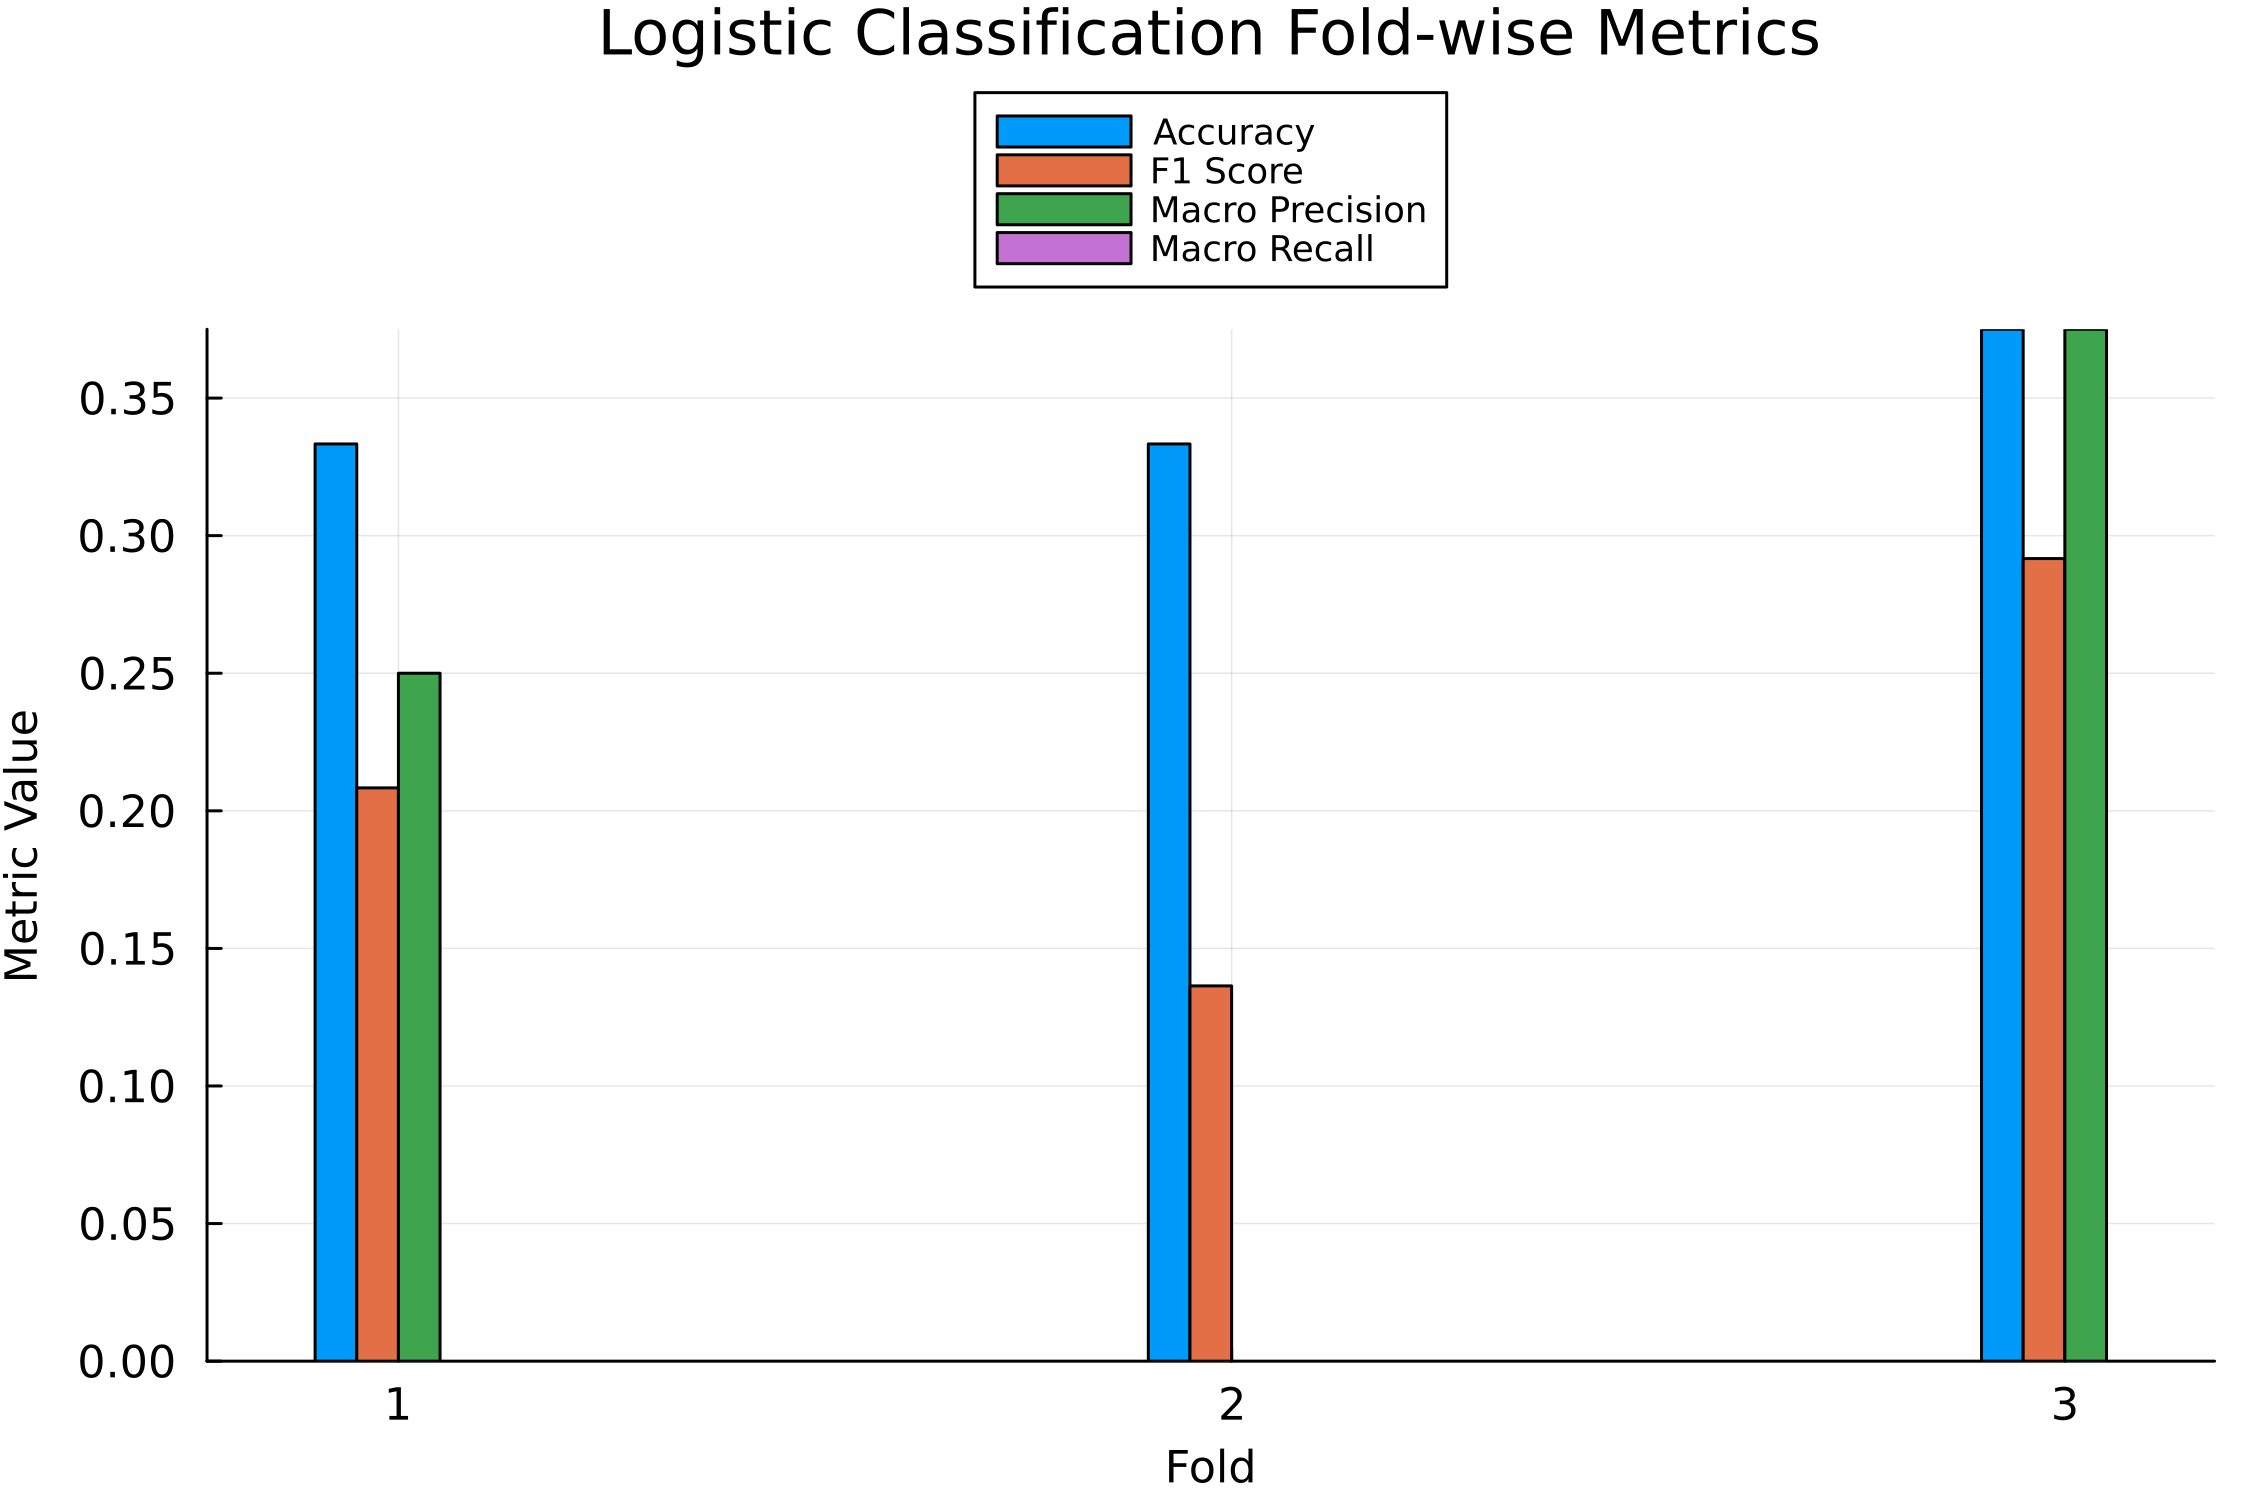 Logistic Classification Fold-wise Metrics
Accuracy
F1 Score
Macro Precision
Macro Recall
0.35
0.30
0.25
0.20
0.15
0.10
0.05
0.00
Metric Value
1 2 3
Fold